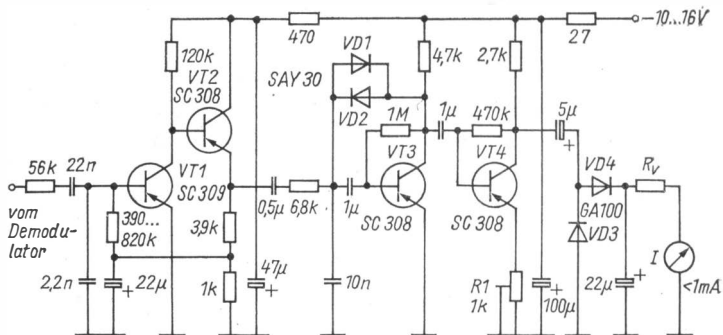 470
27
-10...16V
120k
VT2
SC308
VD1
SAY 30
VD2
4,7k
2,7k
1M
1µ
470k
5µ
+
56k
22n
VT1
SC309
VT3
VT4
VD4
Rv
vom
Demodu-
lator
390...
820k
3,9k
0,5µ
6,8k
1µ
SC308
SC308
GA100
VD3
I
2,2n
22µ
+
1k
47µ
+
10n
R1
1k
+
100µ
22µ
+
<1mA